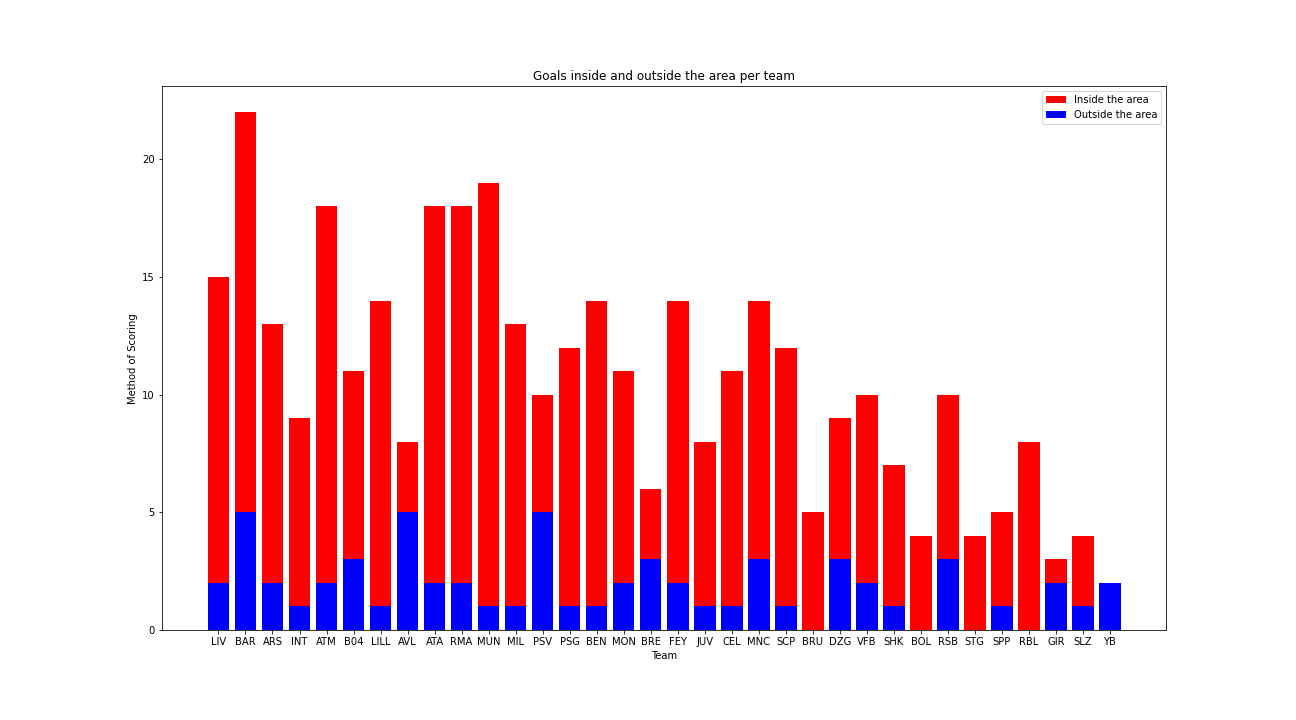 Goals inside and outside the area per team
Inside the area
Outside the area
Method of Scoring
20
15
10
5
0
LIV BAR ARS INT ATM B04 LILL AVL ATA RMA MUN MIL PSV PSG BEN MON BRE FEY JUV CEL MNC SCP BRU DZG VFB SHK BOL RSB STG SPP RBL GIR SLZ YB
Team